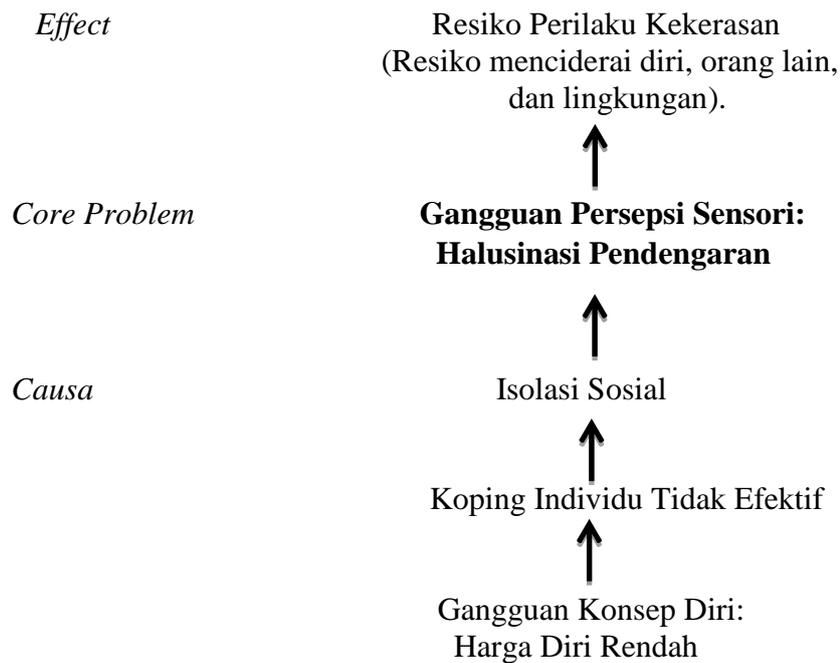 Effect
Resiko Perilaku Kekerasan
(Resiko menciderai diri, orang lain,
dan lingkungan).
Core Problem
Gangguan Persepsi Sensori:
Halusinasi Pendengaran
Causa
Isolasi Sosial
Koping Individu Tidak Efektif
Gangguan Konsep Diri:
Harga Diri Rendah